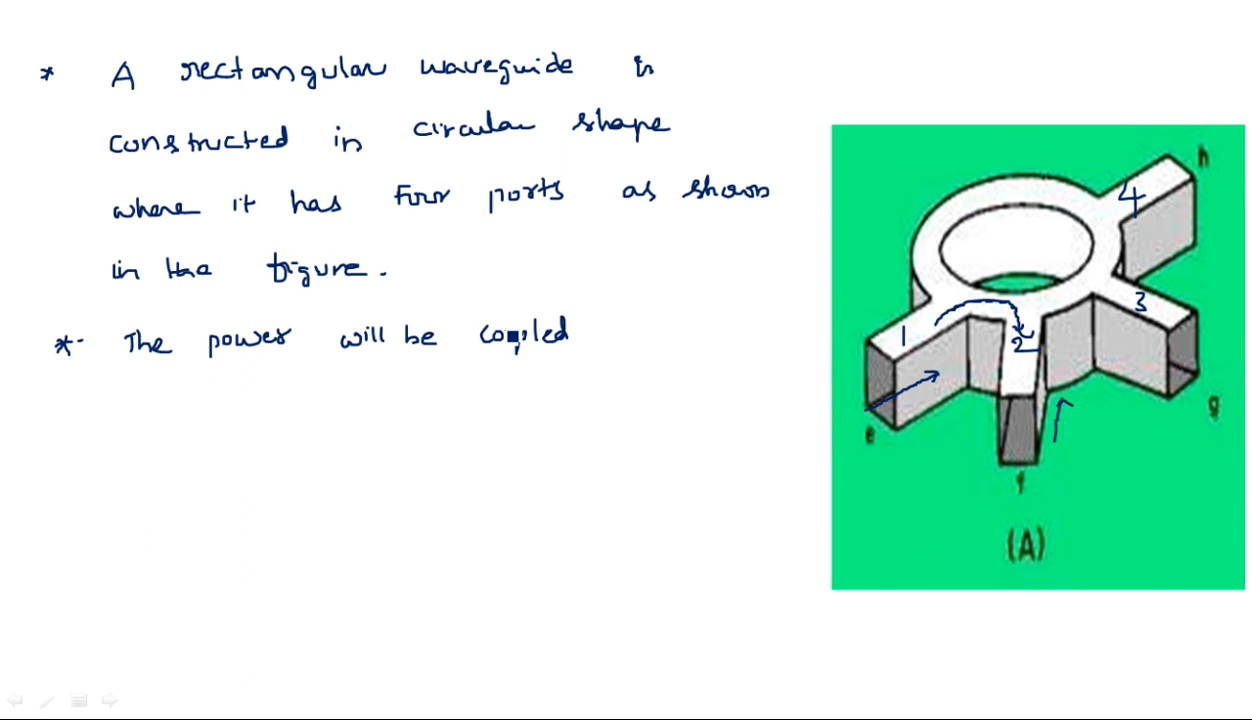 * A rectangular waveguide is
constructed in circular shape
where it has four ports as shown
in the figure.
*. The power will be coupled
h
4
3
1
2
e
g
f
(A)